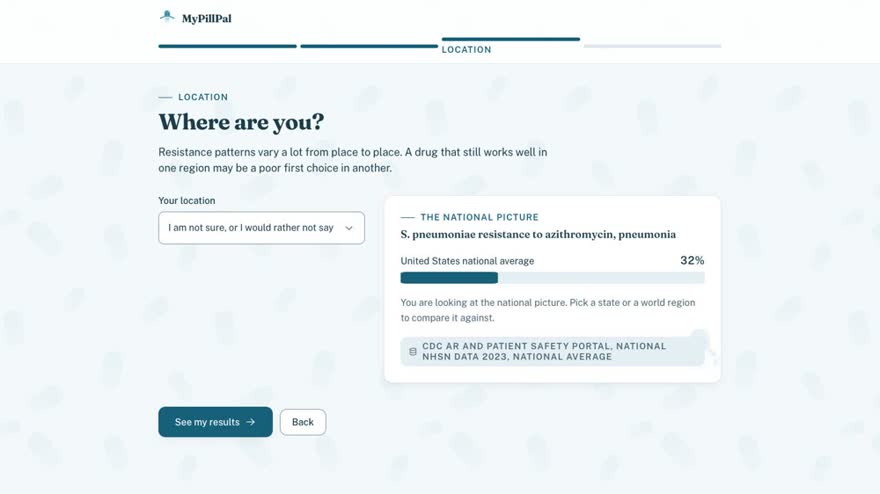 MyPillPal
LOCATION
LOCATION
Where are you?
Resistance patterns vary a lot from place to place. A drug that still works well in
one region may be a poor first choice in another.
Your location
I am not sure, or I would rather not say
THE NATIONAL PICTURE
S. pneumoniae resistance to azithromycin, pneumonia
United States national average 32%
You are looking at the national picture. Pick a state or a world region
to compare it against.
CDC AR AND PATIENT SAFETY PORTAL, NATIONAL
NHSN DATA 2023, NATIONAL AVERAGE
See my results
Back